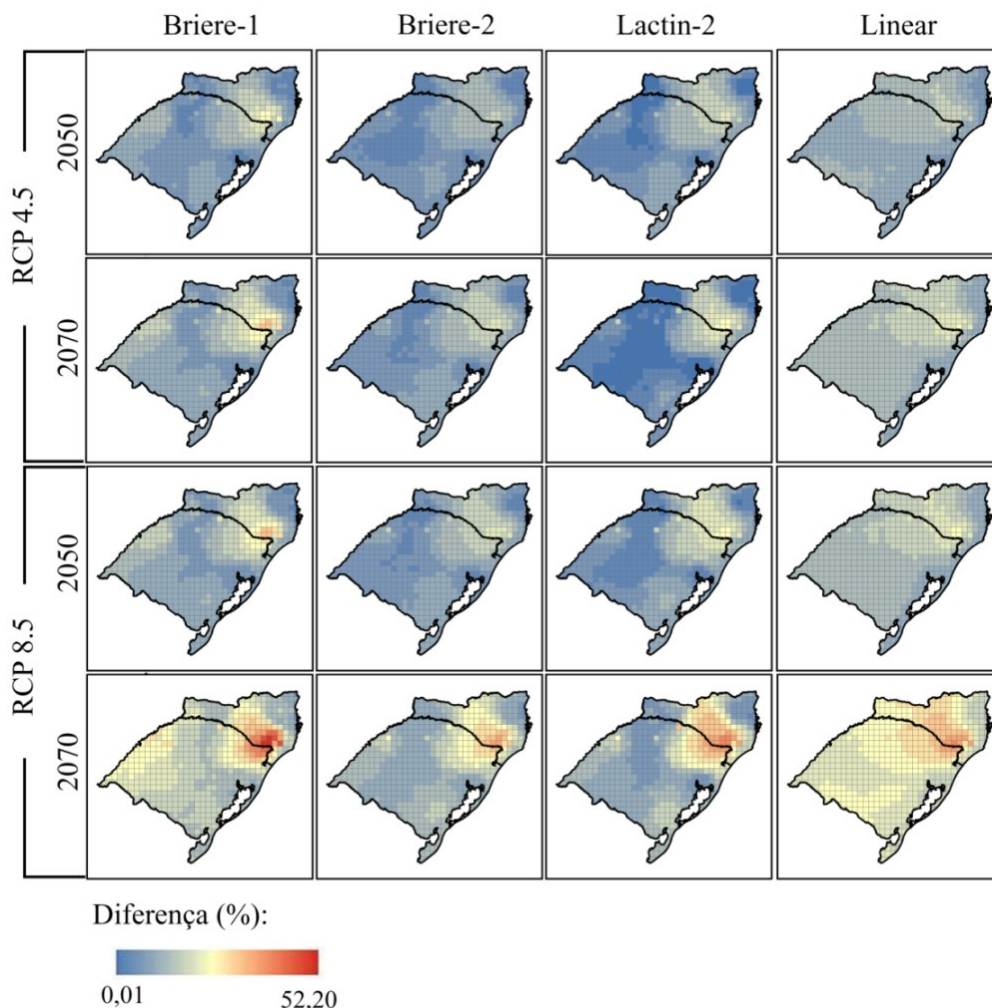 Briere-1 Briere-2 Lactin-2 Linear
RCP 4.5
2050
2070
RCP 8.5
2050
2070
Diferença (%):
0,01 52,20